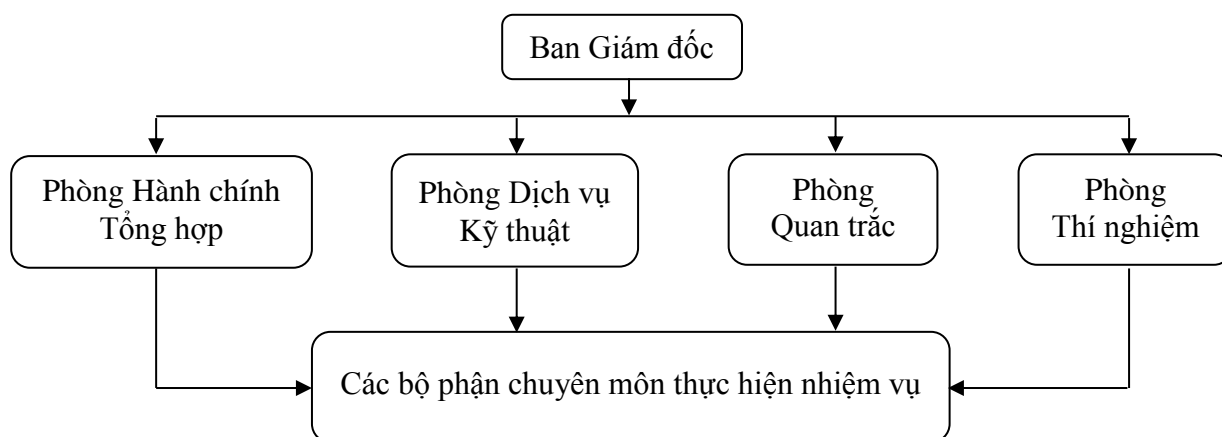 Ban Giám đốc
Phòng Hành chính
Tổng hợp
Phòng Dịch vụ
Kỹ thuật
Phòng
Quan trắc
Phòng
Thí nghiệm
Các bộ phận chuyên môn thực hiện nhiệm vụ